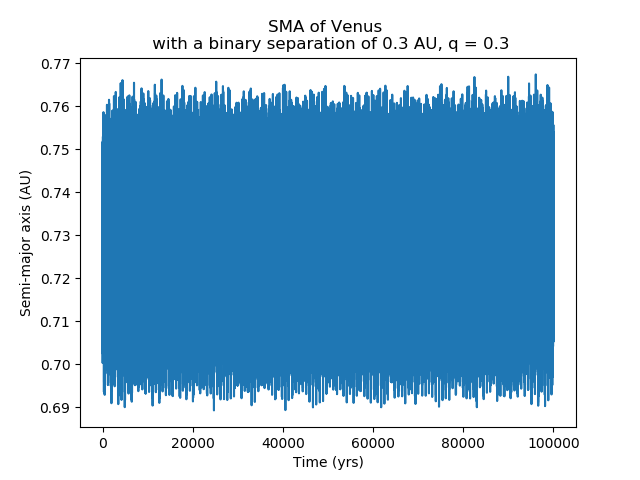 SMA of Venus
with a binary separation of 0.3 AU, q = 0.3
0.77
0.76
0.75
0.74
0.73
0.72
0.71
0.70
0.69
Semi-major axis (AU)
0 20000 40000 60000 80000 100000
Time (yrs)